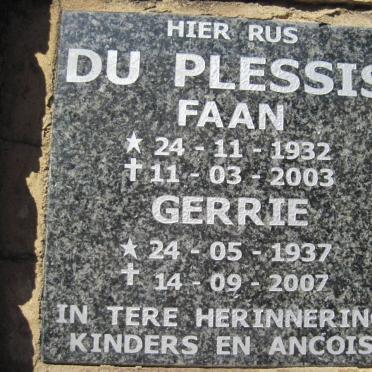 HIER RUS
DU PLESSIS
FAAN
★ 24 - 11 - 1932
✝ 11 - 03 - 2003
GERRIE
★ 24 - 05 - 1937
✝ 14 - 09 - 2007
IN TERE HERINNERING
KINDERS EN ANCOIS